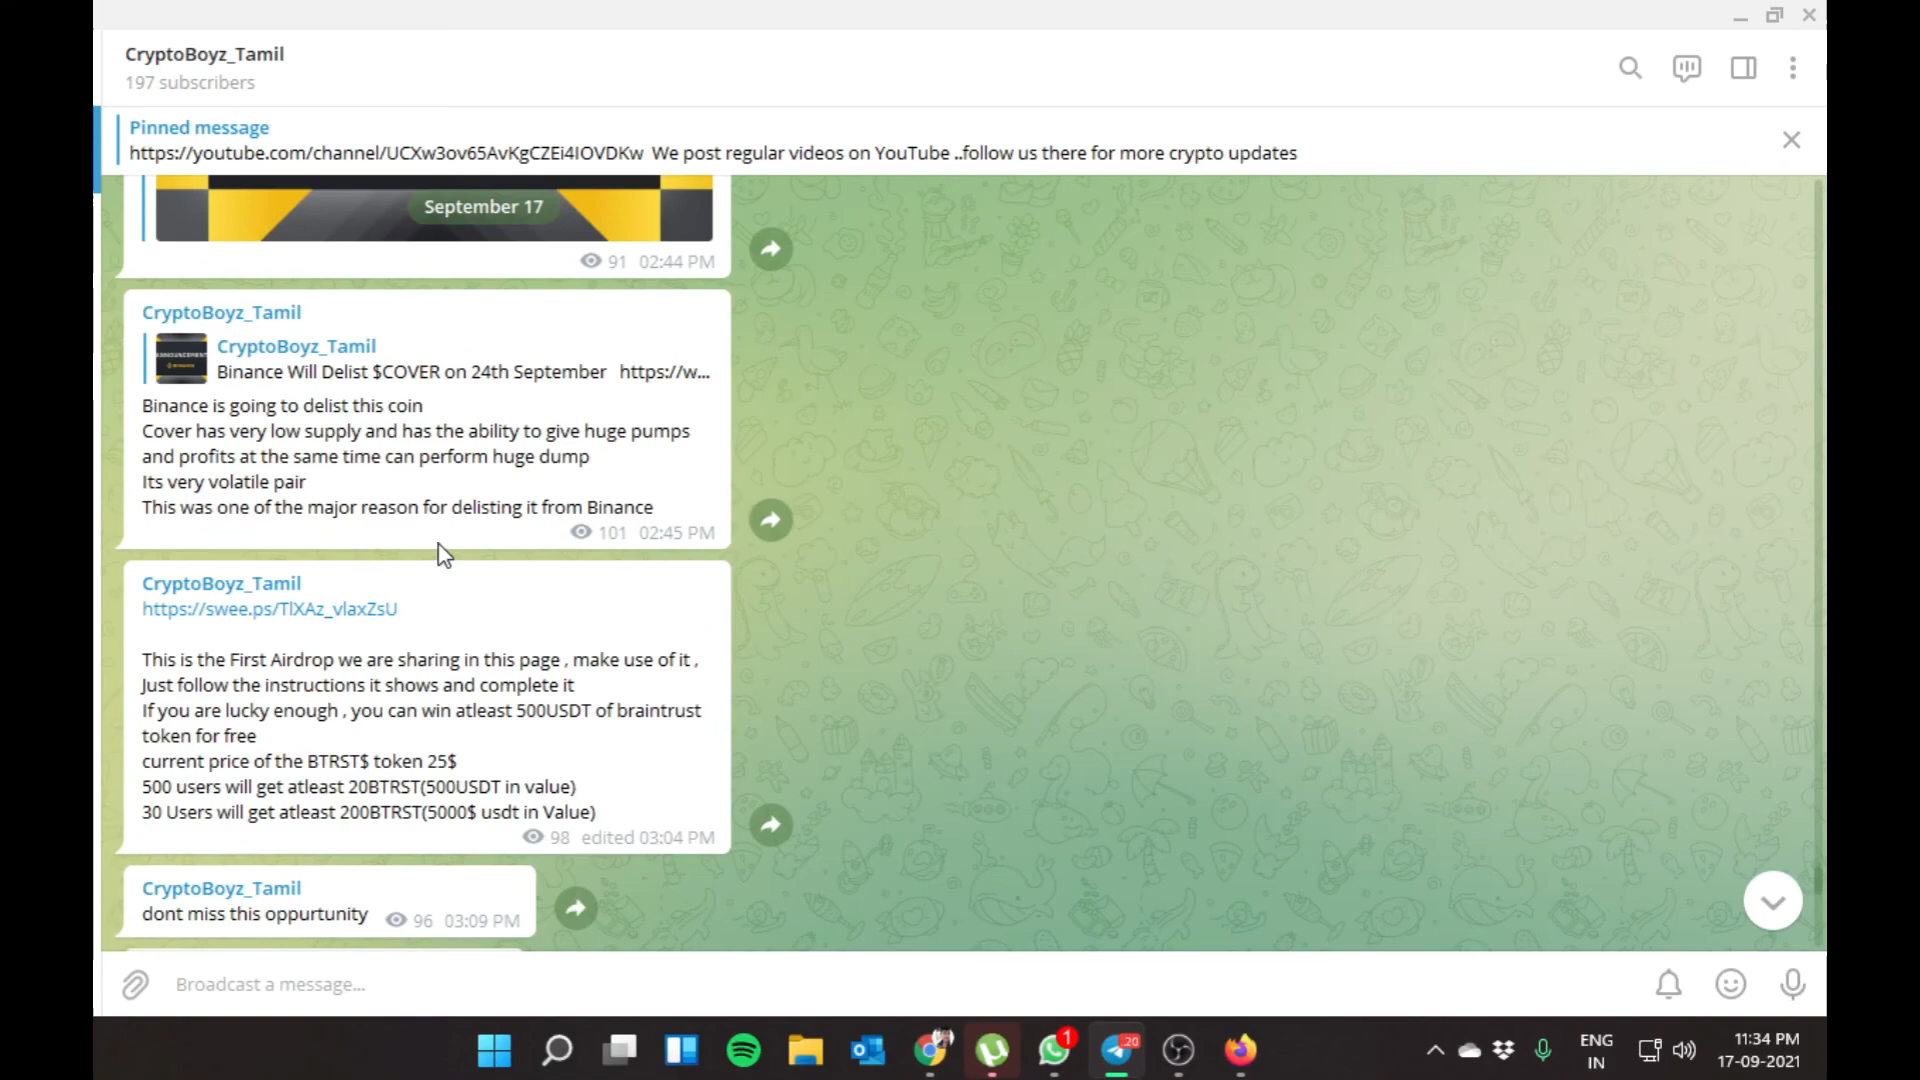 CryptoBoyz_Tamil
197 subscribers
Pinned message
https://youtube.com/channel/UCXw3ov65AvKgCZEi4IOVDKw We post regular videos on YouTube ..follow us there for more crypto updates
September 17
91 02:44 PM
CryptoBoyz_Tamil
CryptoBoyz_Tamil
Binance Will Delist $COVER on 24th September https://w...
Binance is going to delist this coin
Cover has very low supply and has the ability to give huge pumps
and profits at the same time can perform huge dump
Its very volatile pair
This was one of the major reason for delisting it from Binance
101 02:45 PM
CryptoBoyz_Tamil
https://swee.ps/TlXAz_vlaxZsU
This is the First Airdrop we are sharing in this page , make use of it ,
Just follow the instructions it shows and complete it
If you are lucky enough , you can win atleast 500USDT of braintrust
token for free
current price of the BTRST$ token 25$
500 users will get atleast 20BTRST(500USDT in value)
30 Users will get atleast 200BTRST(5000$ usdt in Value)
98 edited 03:04 PM
CryptoBoyz_Tamil
dont miss this oppurtunity 96 03:09 PM
Broadcast a message...
1
20
ENG
IN
11:34 PM
17-09-2021